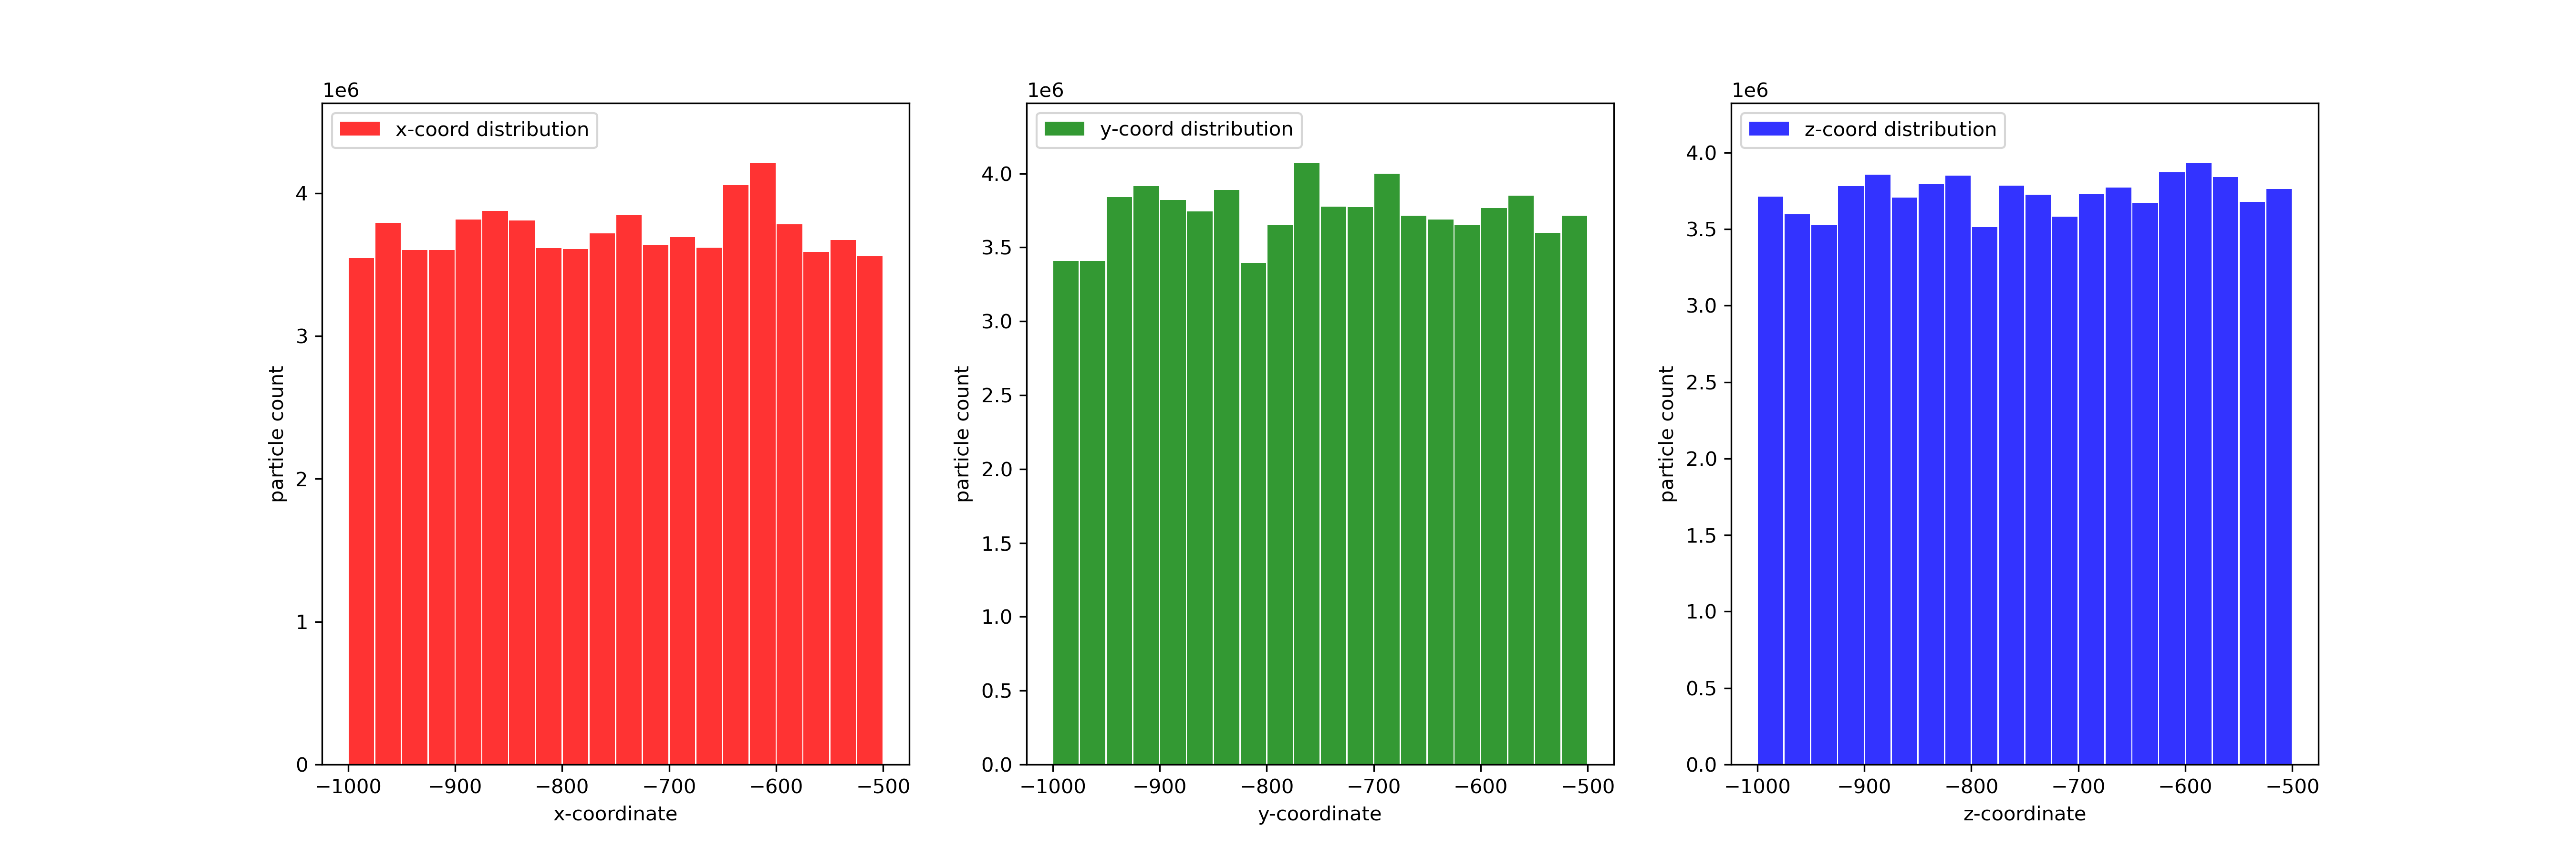 1e6
x-coord distribution
4
3
2
1
0
particle count
−1000 −900 −800 −700 −600 −500
x-coordinate
1e6
y-coord distribution
4.0
3.5
3.0
2.5
2.0
1.5
1.0
0.5
0.0
particle count
−1000 −900 −800 −700 −600 −500
y-coordinate
1e6
z-coord distribution
4.0
3.5
3.0
2.5
2.0
1.5
1.0
0.5
0.0
particle count
−1000 −900 −800 −700 −600 −500
z-coordinate